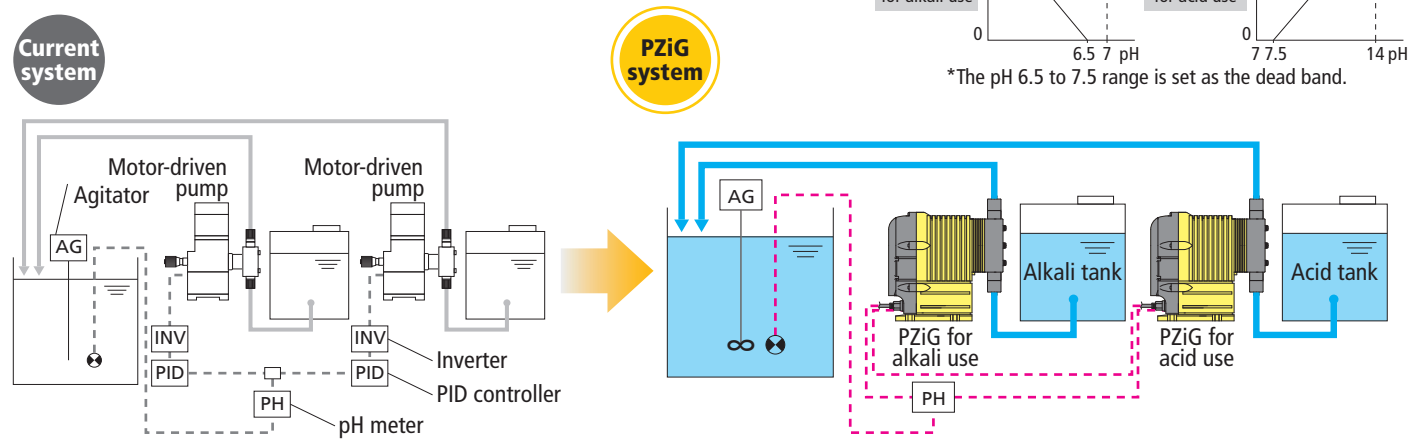 for alkali use
for acid use
0
6.5 7 pH
0
7 7.5
14 pH
*The pH 6.5 to 7.5 range is set as the dead band.
Current
system
PZiG
system
Motor-driven
pump
Motor-driven
pump
Agitator
AG
INV
INV
Inverter
PID
PID
PID controller
PH
pH meter
AG
Alkali tank
Acid tank
PZiG for
alkali use
PZiG for
acid use
PH